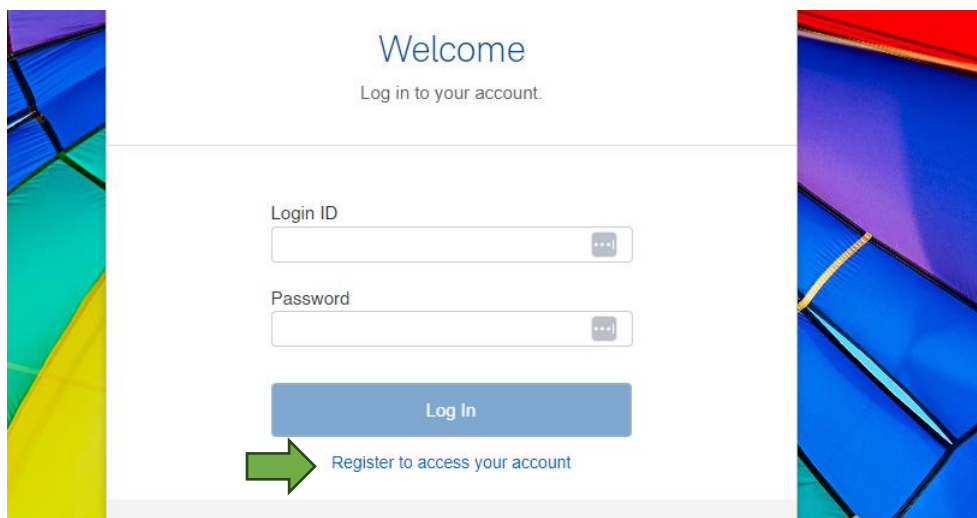 Welcome
Log in to your account.
Login ID
Password
Log In
Register to access your account